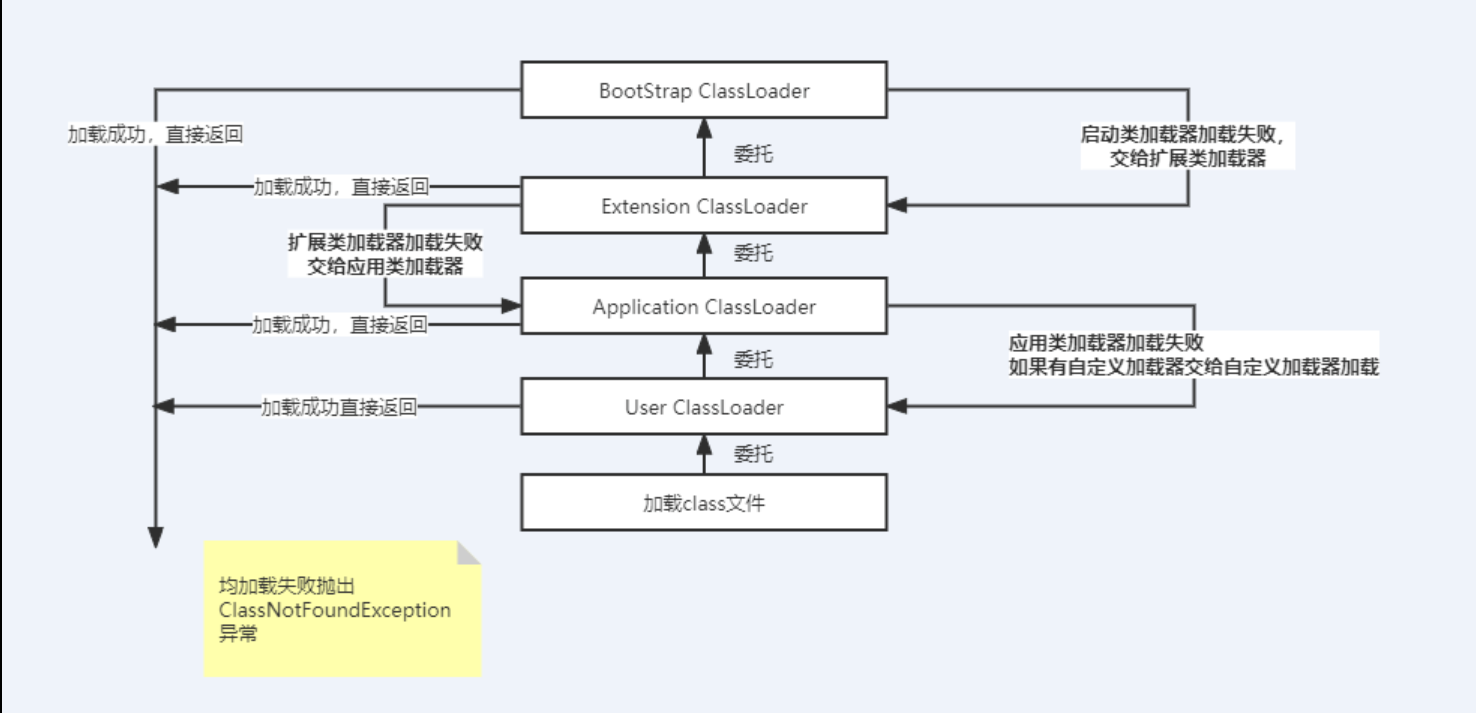 BootStrap ClassLoader
加载成功，直接返回
启动类加载器加载失败，
交给扩展类加载器
委托
加载成功，直接返回
Extension ClassLoader
扩展类加载器加载失败
交给应用类加载器
委托
Application ClassLoader
加载成功，直接返回
应用类加载器加载失败
如果有自定义加载器交给自定义加载器加载
委托
加载成功直接返回
User ClassLoader
委托
加载class文件
均加载失败抛出
ClassNotFoundException
异常